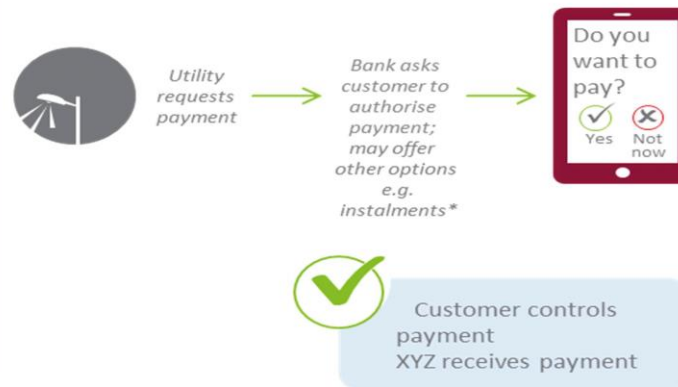 Utility
requests
payment
Bank asks
customer to
authorise
payment;
may offer
other options
e.g.
instalments*
Do you
want to
pay?
Yes
Not
now
Customer controls
payment
XYZ receives payment